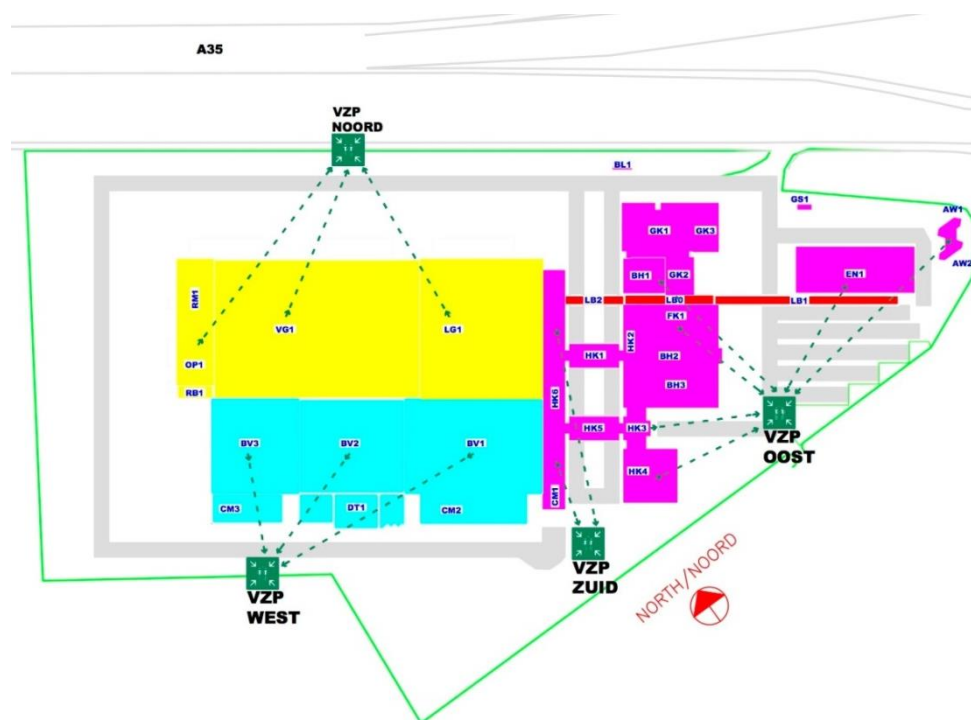 A35
VZP
NOORD
BL1
GS1
AW1
GK1
GK3
AW2
BH1
GK2
EN1
RM1
LB2
LB0
LB1
VG1
LG1
FK1
HK2
HK1
BH2
OP1
BH3
RB1
HK6
VZP
OOST
HK5
HK3
BV3
BV2
BV1
HK4
CM1
CM3
DT1
CM2
VZP
ZUID
NORTH/NOORD
VZP
WEST